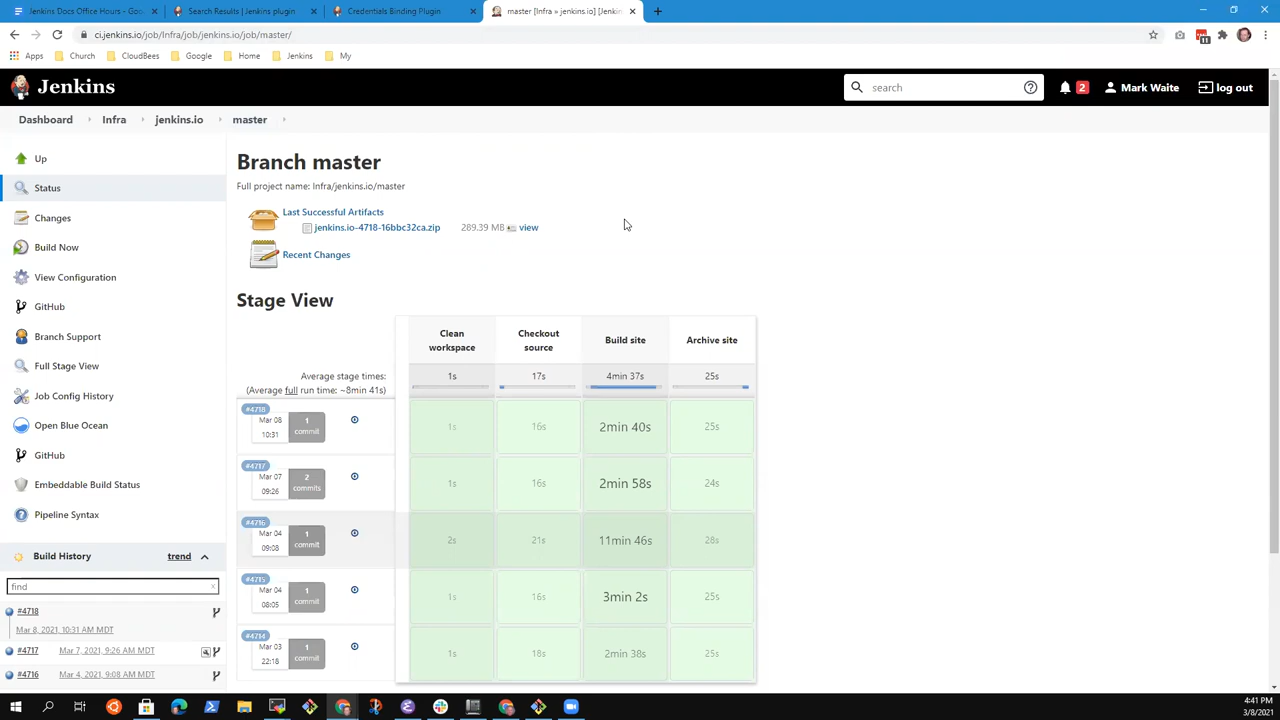 Jenkins Docs Office Hours - Goo
Search Results | Jenkins plugin
Credentials Binding Plugin
master [Infra » jenkins.io] [Jenkin
ci.jenkins.io/job/Infra/job/jenkins.io/job/master/
11
Apps
Church
CloudBees
Google
Home
Jenkins
My
Jenkins
search
2
Mark Waite
log out
Dashboard
Infra
jenkins.io
master
Up
Status
Changes
Build Now
View Configuration
GitHub
Branch Support
Full Stage View
Job Config History
Open Blue Ocean
GitHub
Embeddable Build Status
Pipeline Syntax
Build History
trend
find
x
#4718
Mar 8, 2021, 10:31 AM MDT
#4717
Mar 7, 2021, 9:26 AM MDT
#4716
Mar 4, 2021, 9:08 AM MDT
Branch master
Full project name: Infra/jenkins.io/master
Last Successful Artifacts
jenkins.io-4718-16bbc32ca.zip 289.39 MB view
Recent Changes
Stage View
Clean workspace
Checkout source
Build site
Archive site
Average stage times:
(Average full run time: ~8min 41s)
1s
17s
4min 37s
25s
#4718
Mar 08
10:31
1
commit
1s
16s
2min 40s
25s
#4717
Mar 07
09:26
2
commits
1s
16s
2min 58s
24s
#4716
Mar 04
09:08
1
commit
2s
21s
11min 46s
28s
#4715
Mar 04
08:05
1
commit
1s
16s
3min 2s
25s
#4714
Mar 03
22:18
1
commit
1s
18s
2min 38s
25s
4:41 PM
3/8/2021